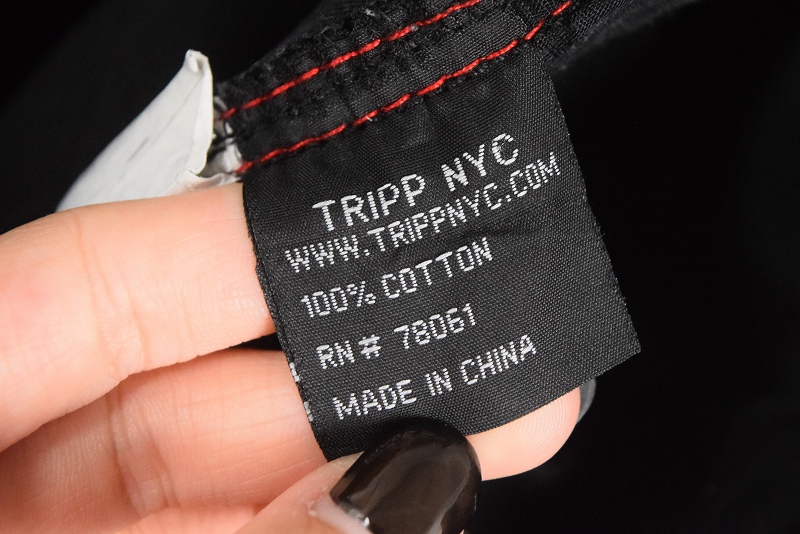 TRIPP NYC
WWW.TRIPPNYC.COM
100% COTTON
RN# 78061
MADE IN CHINA